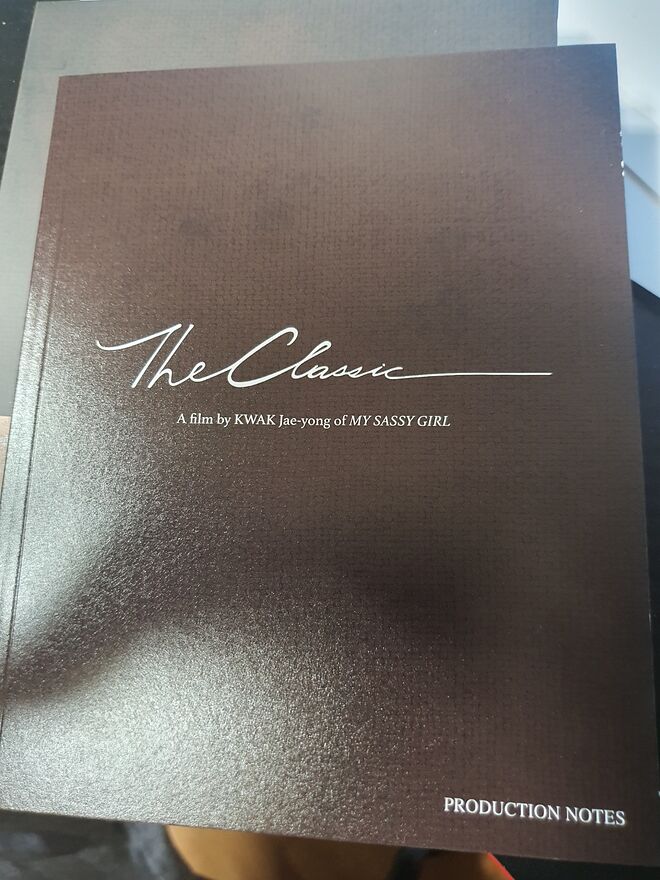 The Classic
A film by KWAK Jae-yong of MY SASSY GIRL
PRODUCTION NOTES